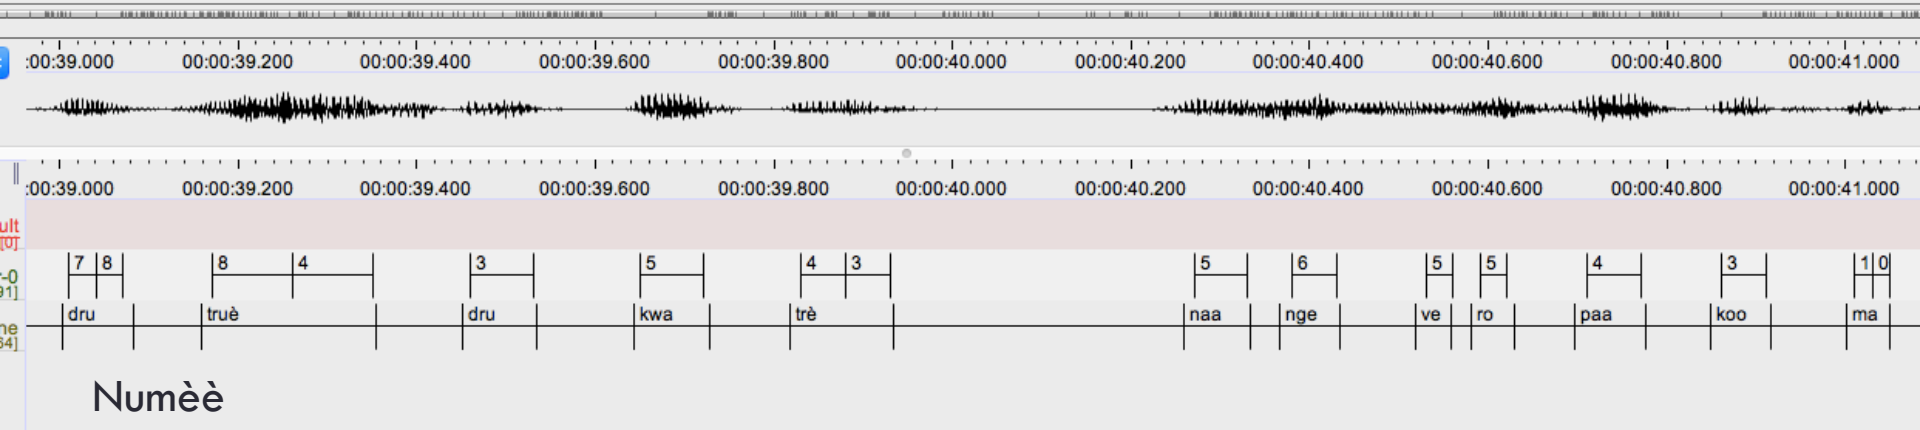 :00:39.000 00:00:39.200 00:00:39.400 00:00:39.600 00:00:39.800 00:00:40.000 00:00:40.200 00:00:40.400 00:00:40.600 00:00:40.800 00:00:41.000
:00:39.000 00:00:39.200 00:00:39.400 00:00:39.600 00:00:39.800 00:00:40.000 00:00:40.200 00:00:40.400 00:00:40.600 00:00:40.800 00:00:41.000
ult
[0]
r-0 7 8 8 4 3 5 4 3 5 6 5 5 4 3 1 0
91]
ne dru truè dru kwa trè naa nge ve ro paa koo ma
64]
Numèè